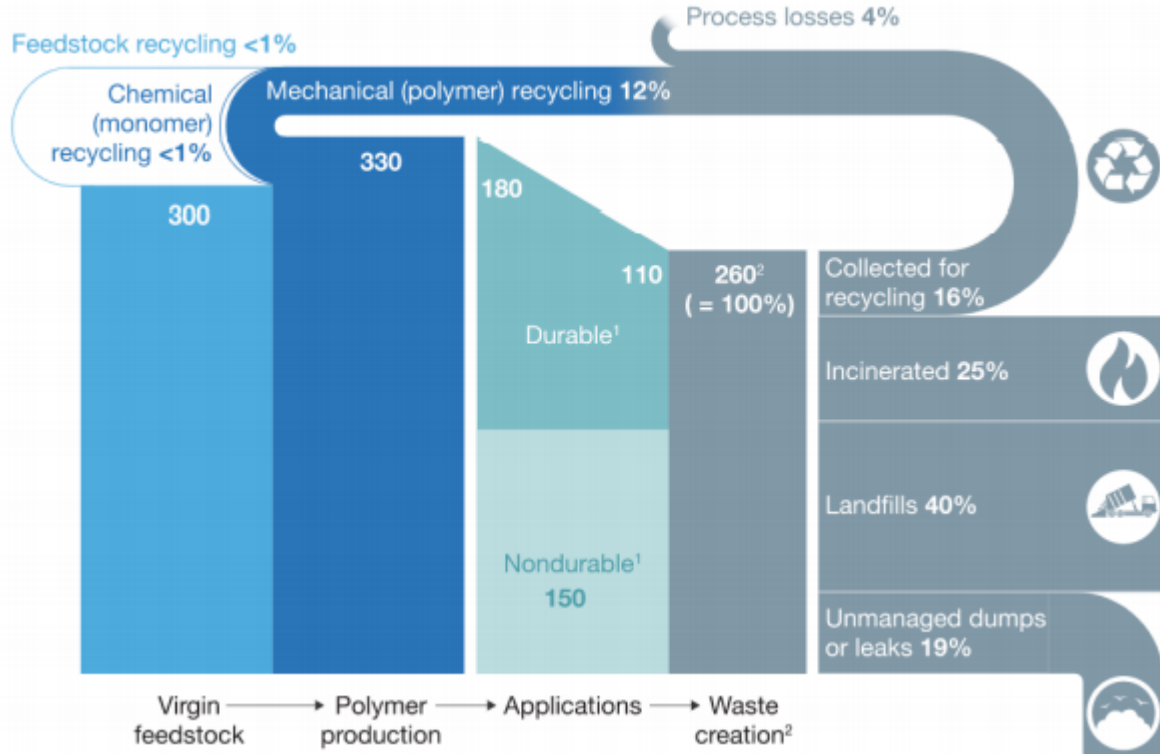 Process losses 4%
Feedstock recycling <1%
Chemical
(monomer)
recycling <1%
Mechanical (polymer) recycling 12%
300
330
180
110
Durable¹
Nondurable¹
150
260²
( = 100%)
Collected for
recycling 16%
Incinerated 25%
Landfills 40%
Unmanaged dumps
or leaks 19%
Virgin
feedstock
Polymer
production
Applications
Waste
creation²